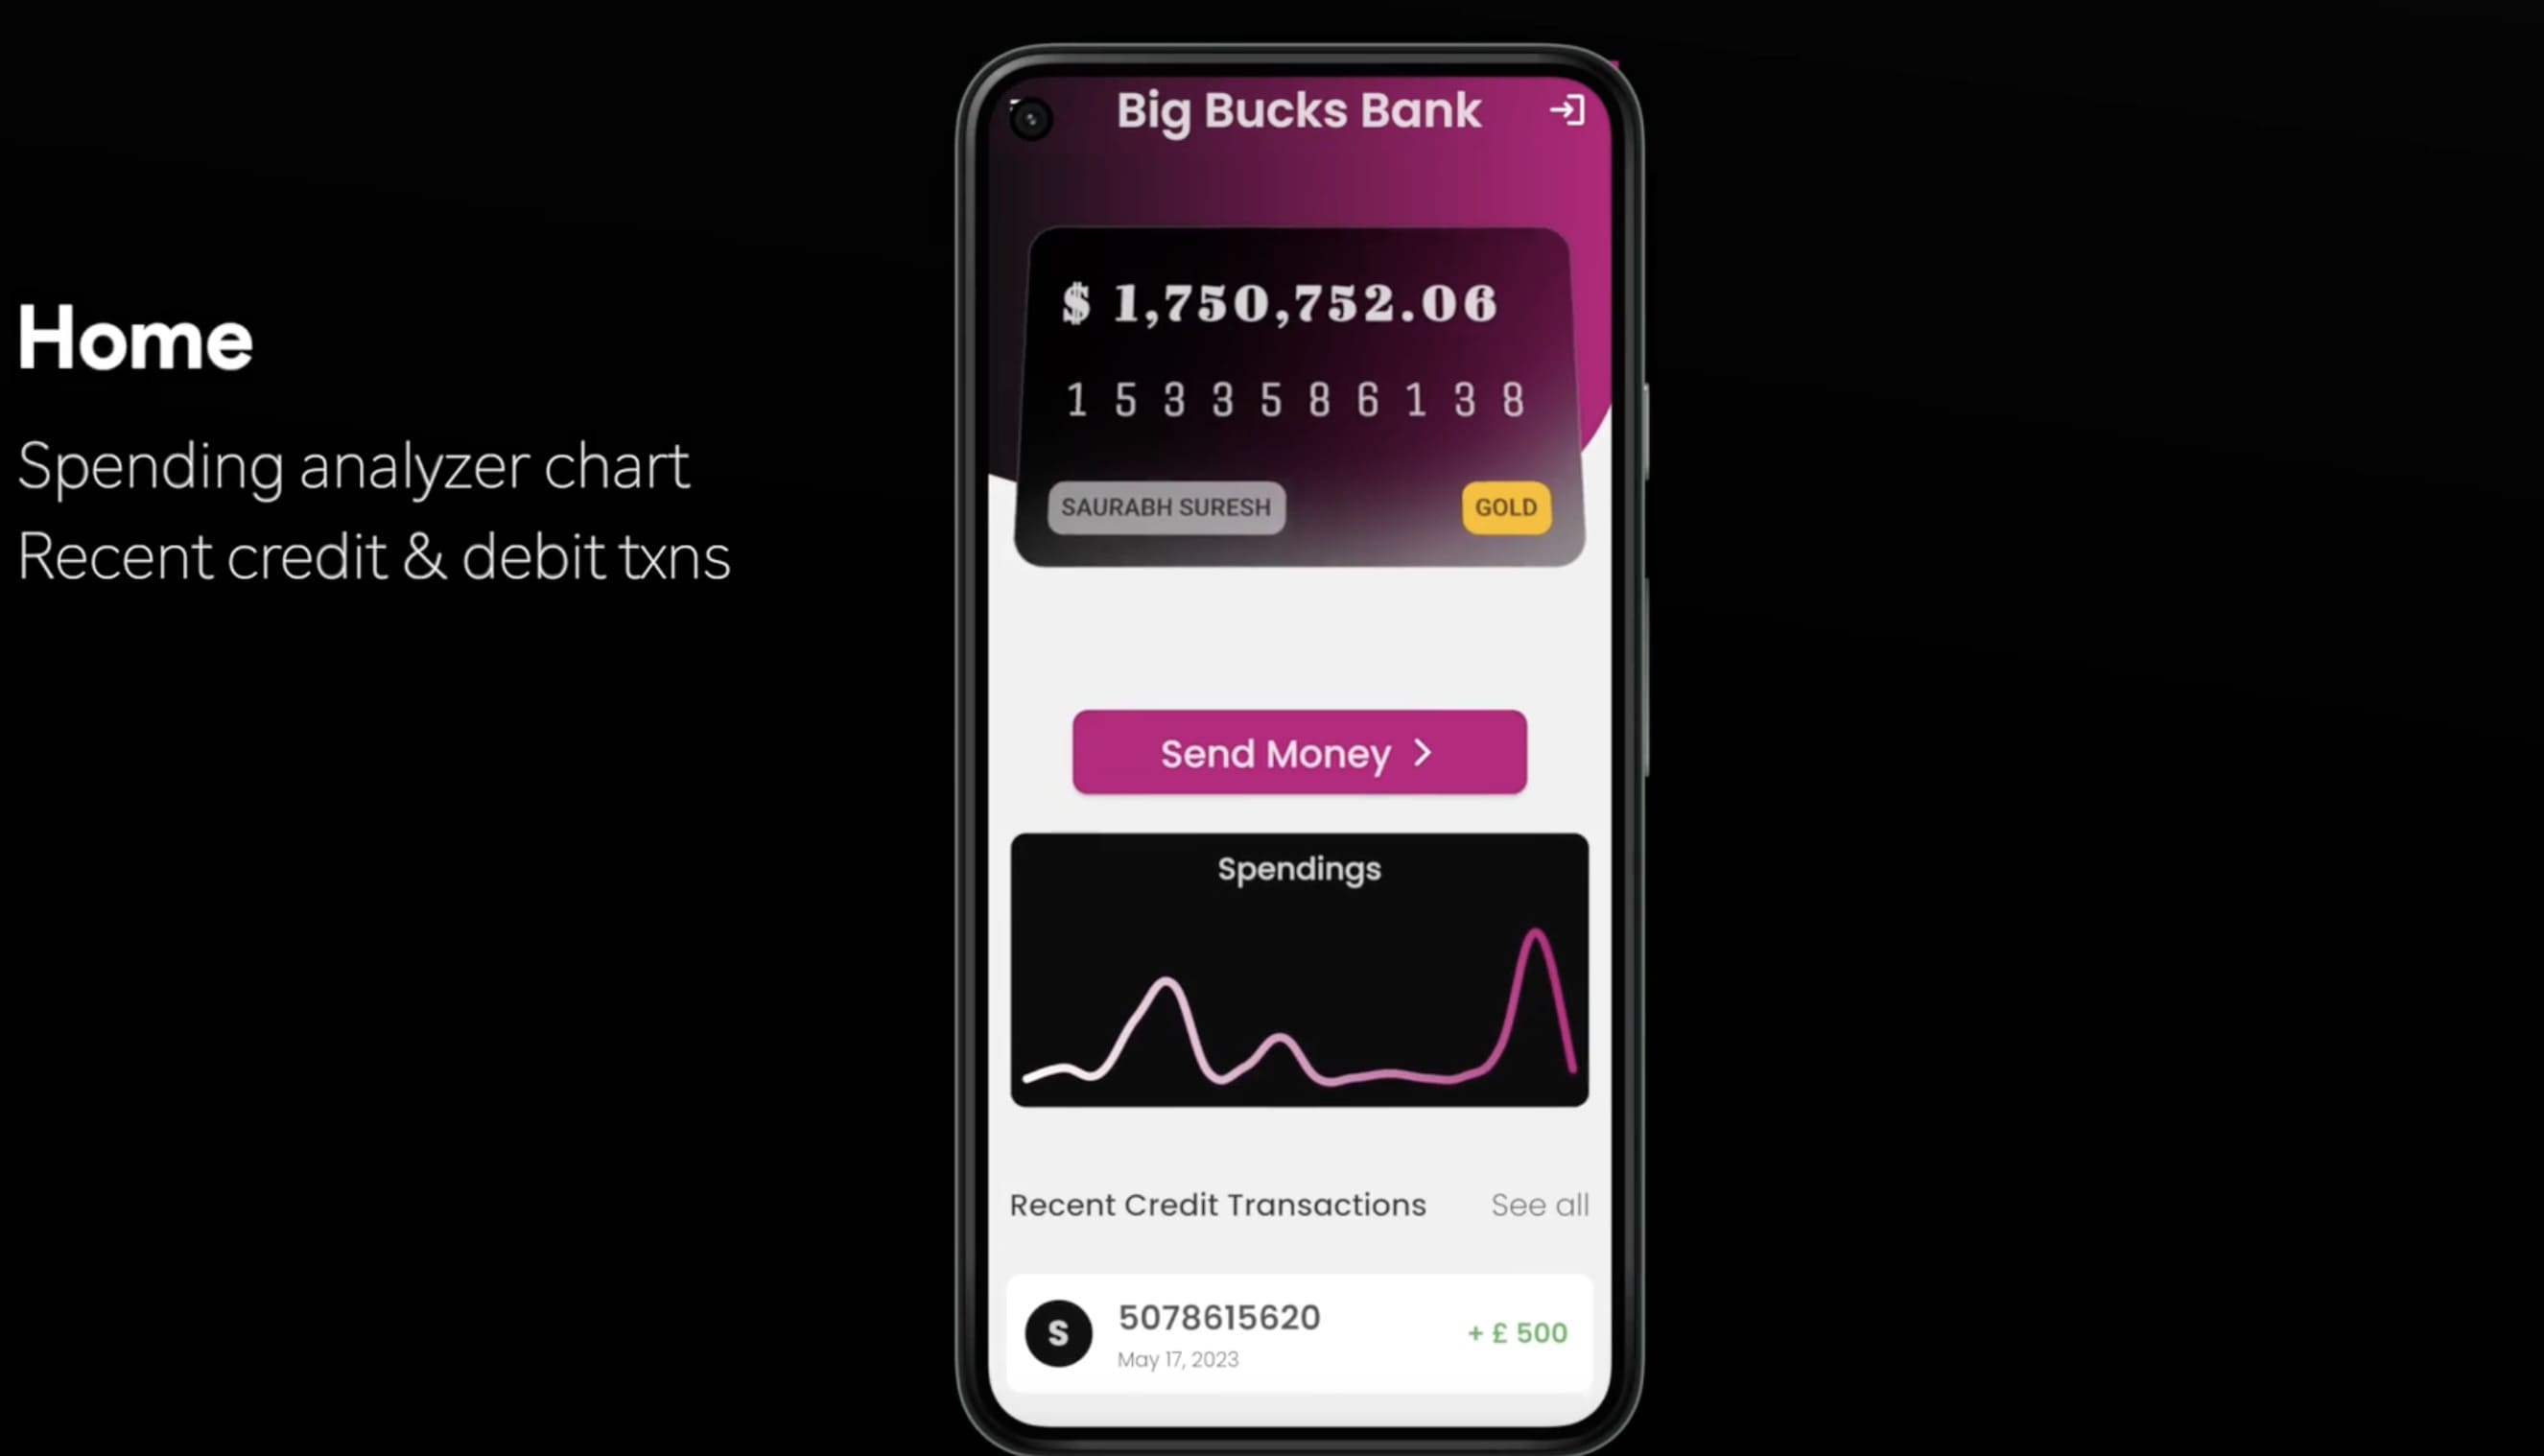 Home
Spending analyzer chart
Recent credit & debit txns
Big Bucks Bank
$ 1,750,752.06
1 5 3 3 5 8 6 1 3 8
SAURABH SURESH
GOLD
Send Money
Spendings
Recent Credit Transactions
See all
S
5078615620
+ £ 500
May 17, 2023